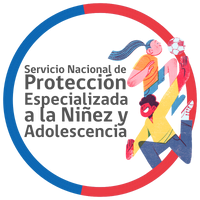 Servicio Nacional de
Protección
Especializada
a la Niñez y
Adolescencia